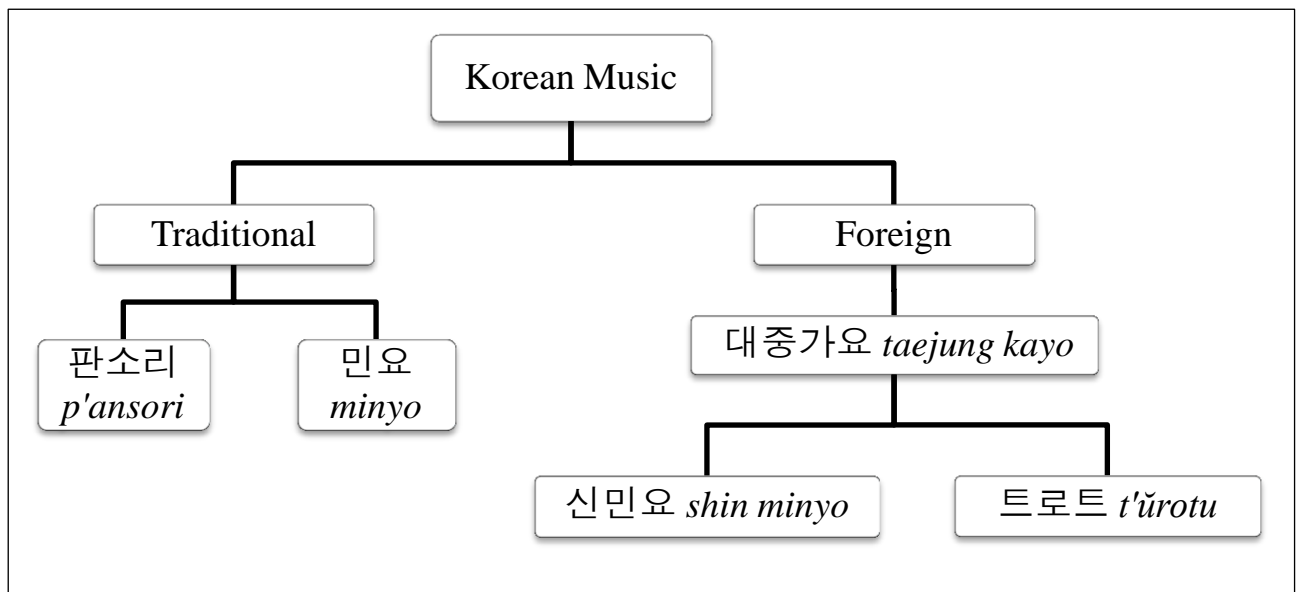 Korean Music
Traditional
Foreign
판소리
p'ansori
민요
minyo
대중가요 taejung kayo
신민요 shin minyo
트로트 t'ŭrotu